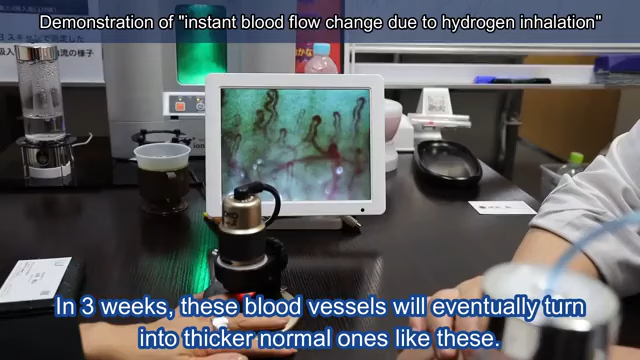 Demonstration of "instant blood flow change due to hydrogen inhalation"
In 3 weeks, these blood vessels will eventually turn
into thicker normal ones like these.